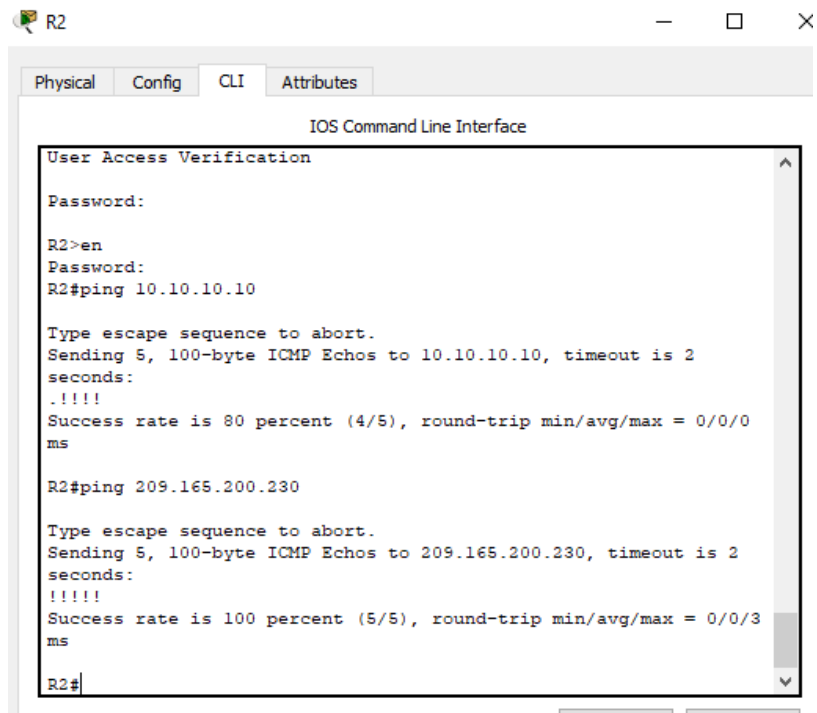 R2
Physical Config CLI Attributes
IOS Command Line Interface
User Access Verification
Password:
R2>en
Password:
R2#ping 10.10.10.10
Type escape sequence to abort.
Sending 5, 100-byte ICMP Echos to 10.10.10.10, timeout is 2
seconds:
.!!!!
Success rate is 80 percent (4/5), round-trip min/avg/max = 0/0/0
ms
R2#ping 209.165.200.230
Type escape sequence to abort.
Sending 5, 100-byte ICMP Echos to 209.165.200.230, timeout is 2
seconds:
!!!!!
Success rate is 100 percent (5/5), round-trip min/avg/max = 0/0/3
ms
R2#